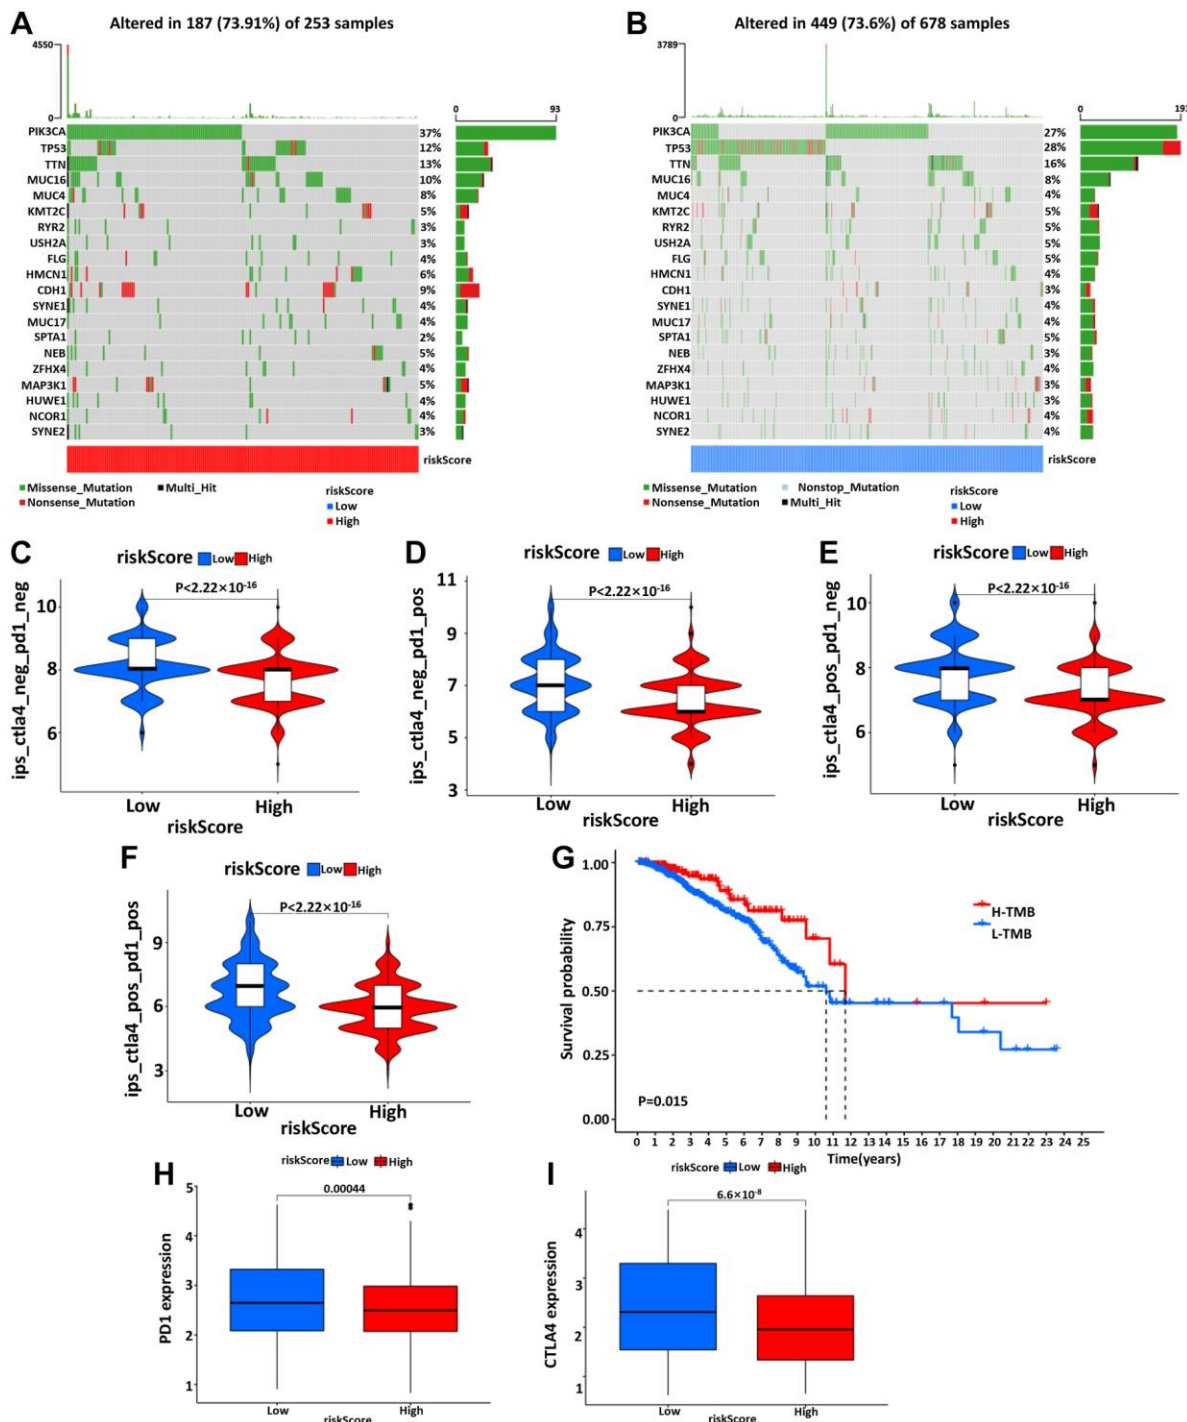 A
Altered in 187 (73.91%) of 253 samples
4550
0
0
93
PIK3CA 37%
TP53 12%
TTN 13%
MUC16 10%
MUC4 8%
KMT2C 5%
RYR2 3%
USH2A 3%
FLG 4%
HMCN1 6%
CDH1 9%
SYNE1 4%
MUC17 4%
SPTA1 2%
NEB 5%
ZFHX4 4%
MAP3K1 5%
HUWE1 4%
NCOR1 4%
SYNE2 3%
riskScore
Missense_Mutation Multi_Hit
Nonsense_Mutation
riskScore
Low
High
B
Altered in 449 (73.6%) of 678 samples
3789
0
0
193
PIK3CA 27%
TP53 28%
TTN 16%
MUC16 8%
MUC4 4%
KMT2C 5%
RYR2 5%
USH2A 5%
FLG 5%
HMCN1 4%
CDH1 3%
SYNE1 4%
MUC17 4%
SPTA1 5%
NEB 3%
ZFHX4 4%
MAP3K1 3%
HUWE1 3%
NCOR1 4%
SYNE2 4%
riskScore
Missense_Mutation Nonstop_Mutation
Nonsense_Mutation Multi_Hit
riskScore
Low
High
C
riskScore Low High
P<2.22×10-16
ips_ctla4_neg_pd1_neg
10
8
6
Low High
riskScore
D
riskScore Low High
P<2.22×10-16
ips_ctla4_neg_pd1_pos
11
9
7
5
3
Low High
riskScore
E
riskScore Low High
P<2.22×10-16
ips_ctla4_pos_pd1_neg
10
8
6
Low High
riskScore
F
riskScore Low High
P<2.22×10-16
ips_ctla4_pos_pd1_pos
9
6
3
Low High
riskScore
G
Survival probability
1.00
0.75
0.50
0.25
0.00
H-TMB
L-TMB
P=0.015
0 1 2 3 4 5 6 7 8 9 10 11 12 13 14 15 16 17 18 19 20 21 22 23 24 25
Time(years)
H
riskScore Low High
0.00044
PD1 expression
5
4
3
2
1
Low High
riskScore
I
riskScore Low High
6.6×10-8
CTLA4 expression
4
3
2
1
Low High
riskScore